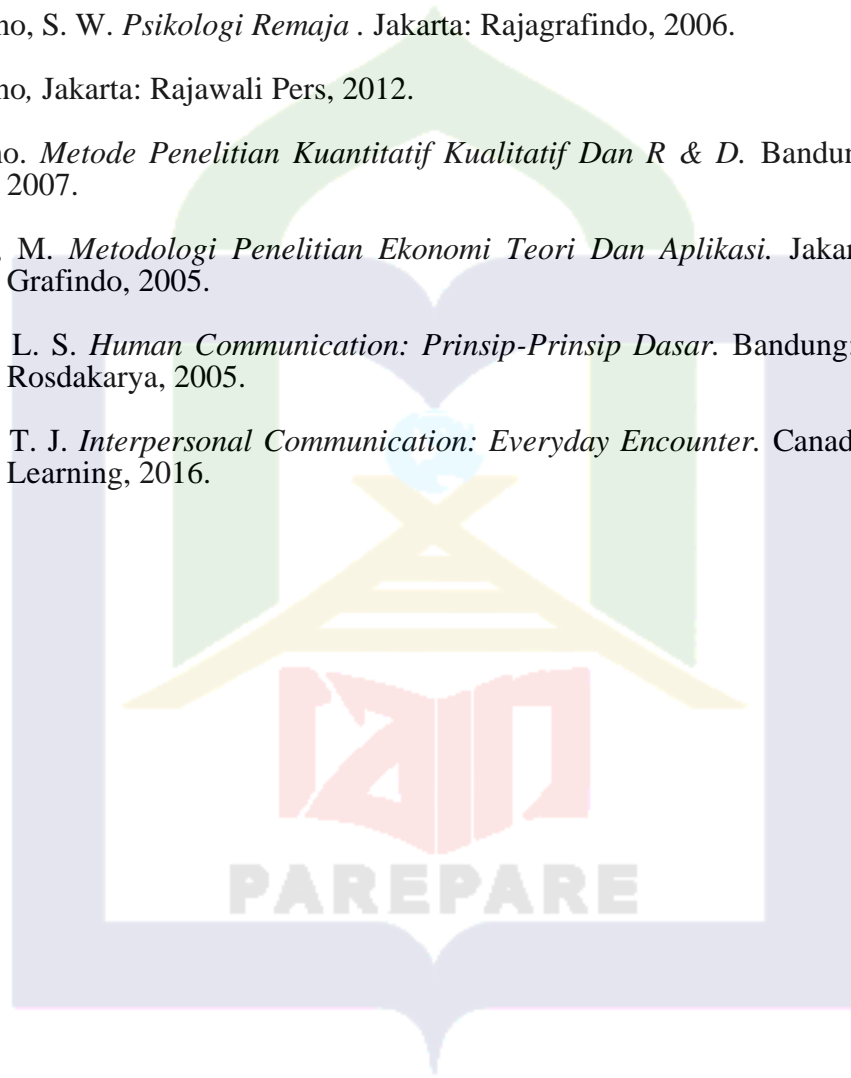 no, S. W. Psikologi Remaja . Jakarta: Rajagrafindo, 2006.
no, Jakarta: Rajawali Pers, 2012.
no. Metode Penelitian Kuantitatif Kualitatif Dan R & D. Bandun
2007.
, M. Metodologi Penelitian Ekonomi Teori Dan Aplikasi. Jakar
Grafindo, 2005.
L. S. Human Communication: Prinsip-Prinsip Dasar. Bandung:
Rosdakarya, 2005.
T. J. Interpersonal Communication: Everyday Encounter. Canad
Learning, 2016.
iain
PAREPARE